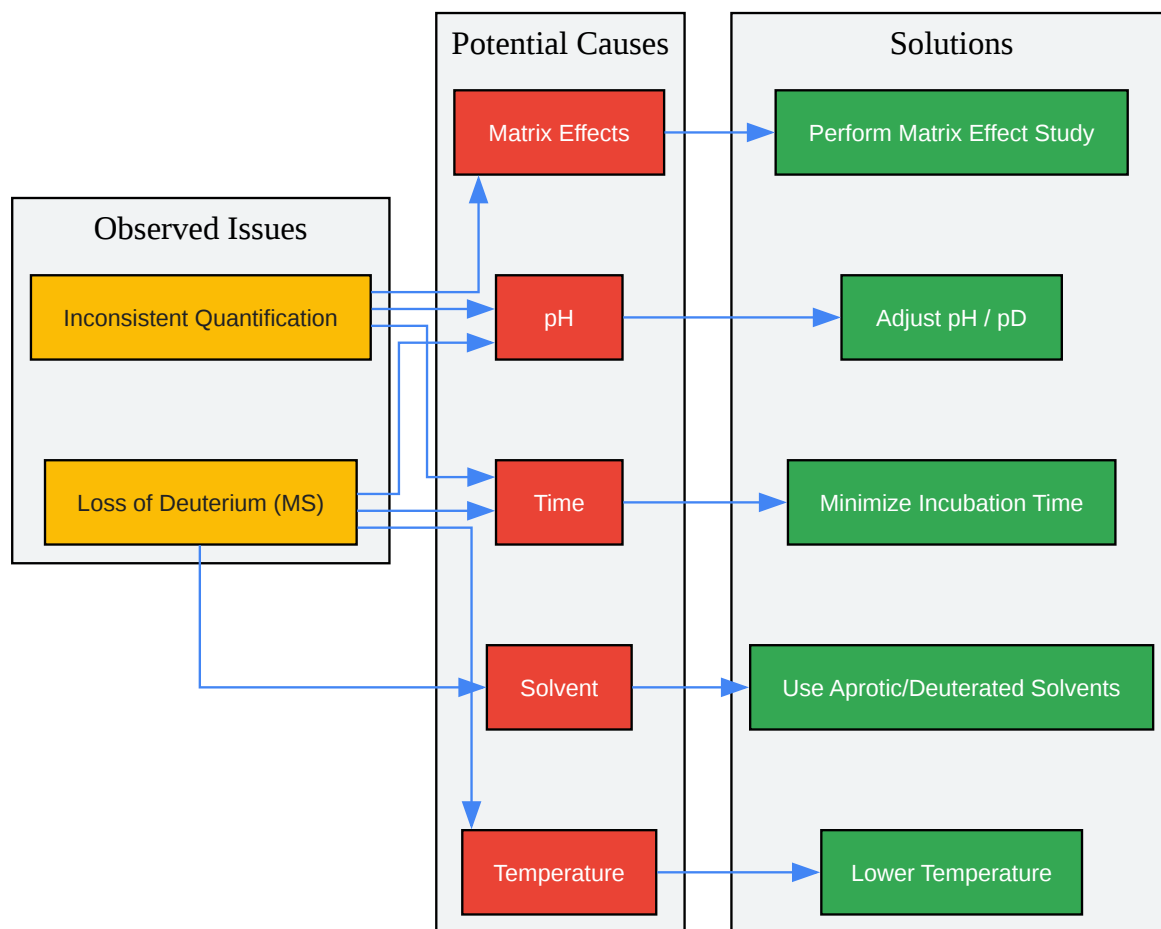 Observed Issues
Inconsistent Quantification
Loss of Deuterium (MS)
Potential Causes
Matrix Effects
pH
Time
Solvent
Temperature
Solutions
Perform Matrix Effect Study
Adjust pH / pD
Minimize Incubation Time
Use Aprotic/Deuterated Solvents
Lower Temperature